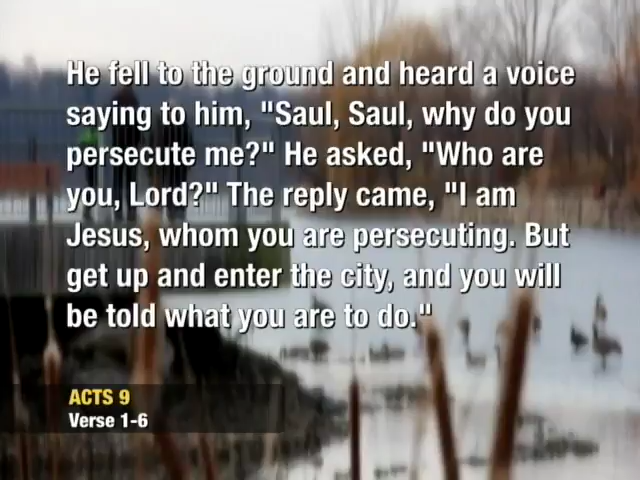 He fell to the ground and heard a voice
saying to him, "Saul, Saul, why do you
persecute me?" He asked, "Who are
you, Lord?" The reply came, "I am
Jesus, whom you are persecuting. But
get up and enter the city, and you will
be told what you are to do."
ACTS 9
Verse 1-6